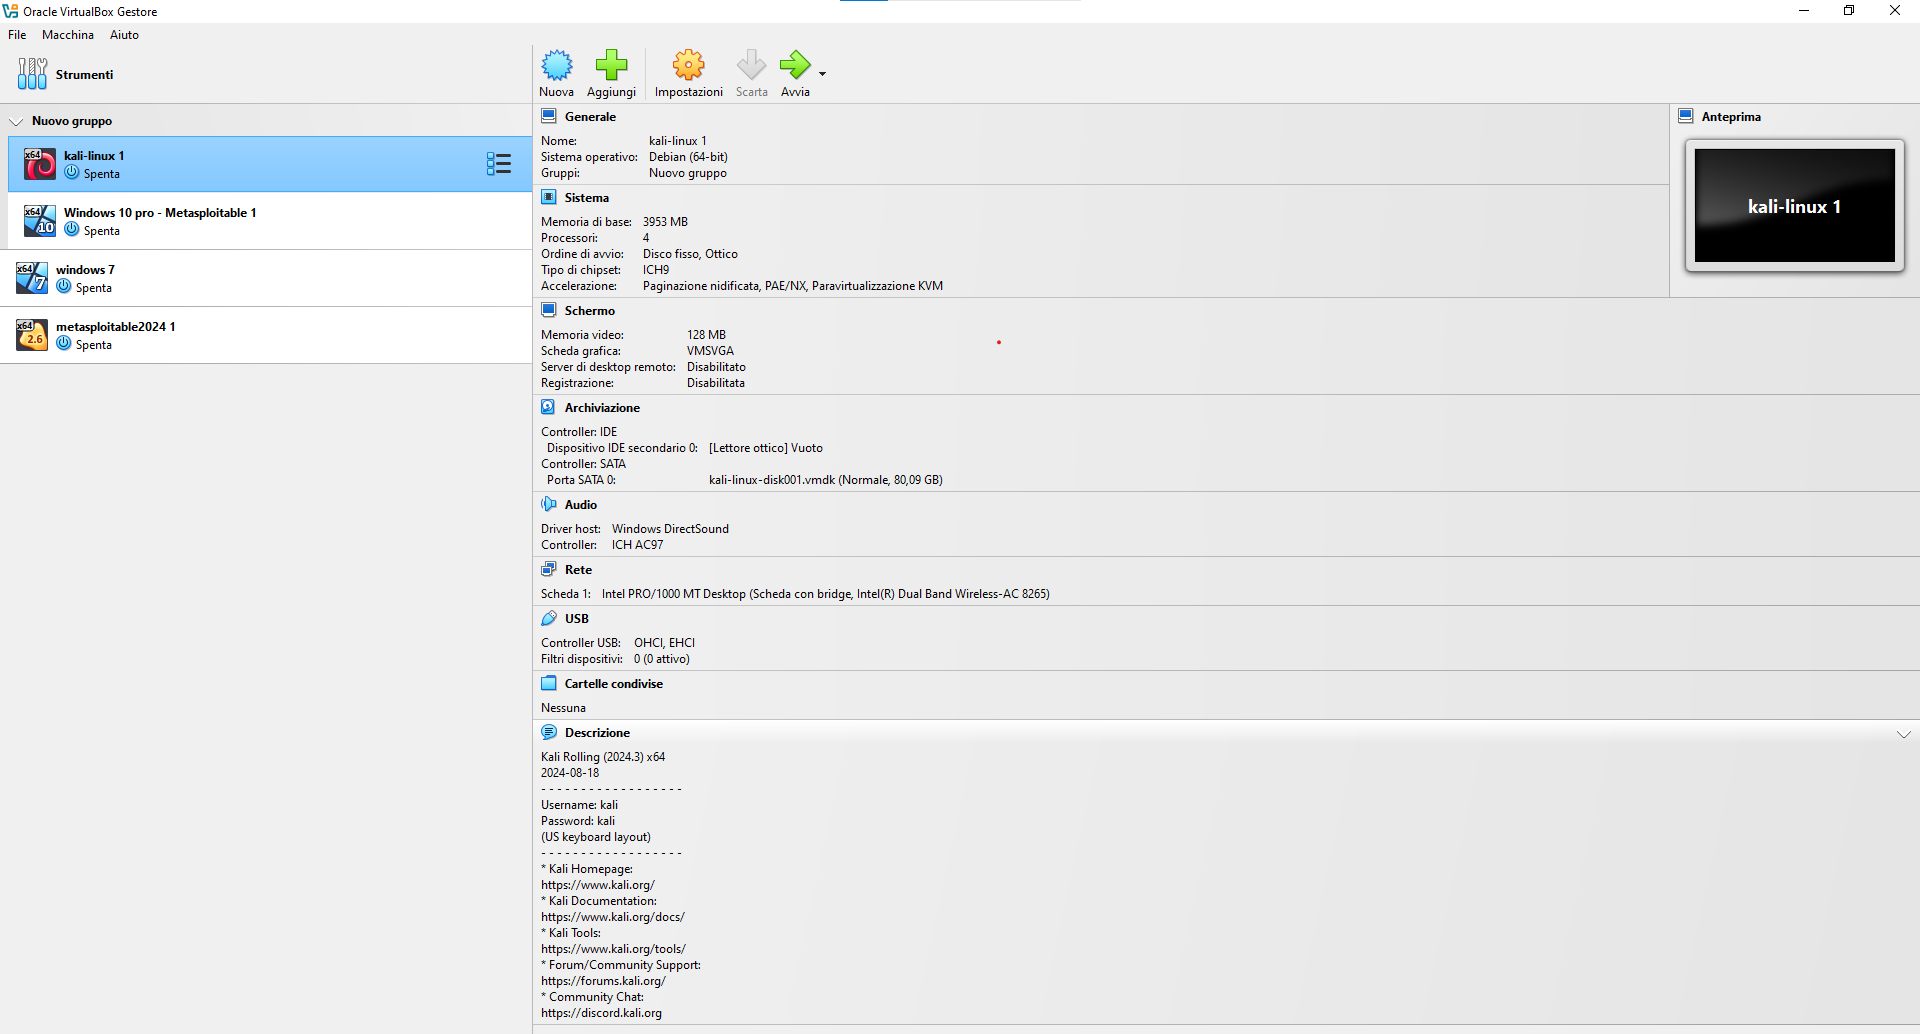 Oracle VirtualBox Gestore
File Macchina Aiuto
Strumenti
Nuova Aggiungi Impostazioni Scarta Avvia
Nuovo gruppo
x64 kali-linux 1
Spenta
x64 10 Windows 10 pro - Metasploitable 1
Spenta
x64 7 windows 7
Spenta
x64 2.6 metasploitable2024 1
Spenta
Generale
Nome: kali-linux 1
Sistema operativo: Debian (64-bit)
Gruppi: Nuovo gruppo
Anteprima
kali-linux 1
Sistema
Memoria di base: 3953 MB
Processori: 4
Ordine di avvio: Disco fisso, Ottico
Tipo di chipset: ICH9
Accelerazione: Paginazione nidificata, PAE/NX, Paravirtualizzazione KVM
Schermo
Memoria video: 128 MB
Scheda grafica: VMSVGA
Server di desktop remoto: Disabilitato
Registrazione: Disabilitata
Archiviazione
Controller: IDE
Dispositivo IDE secondario 0: [Lettore ottico] Vuoto
Controller: SATA
Porta SATA 0: kali-linux-disk001.vmdk (Normale, 80,09 GB)
Audio
Driver host: Windows DirectSound
Controller: ICH AC97
Rete
Scheda 1: Intel PRO/1000 MT Desktop (Scheda con bridge, Intel(R) Dual Band Wireless-AC 8265)
USB
Controller USB: OHCI, EHCI
Filtri dispositivi: 0 (0 attivo)
Cartelle condivise
Nessuna
Descrizione
Kali Rolling (2024.3) x64
2024-08-18
- - - - - - - - - - - - - - - - - -
Username: kali
Password: kali
(US keyboard layout)
- - - - - - - - - - - - - - - - - -
* Kali Homepage:
https://www.kali.org/
* Kali Documentation:
https://www.kali.org/docs/
* Kali Tools:
https://www.kali.org/tools/
* Forum/Community Support:
https://forums.kali.org/
* Community Chat:
https://discord.kali.org